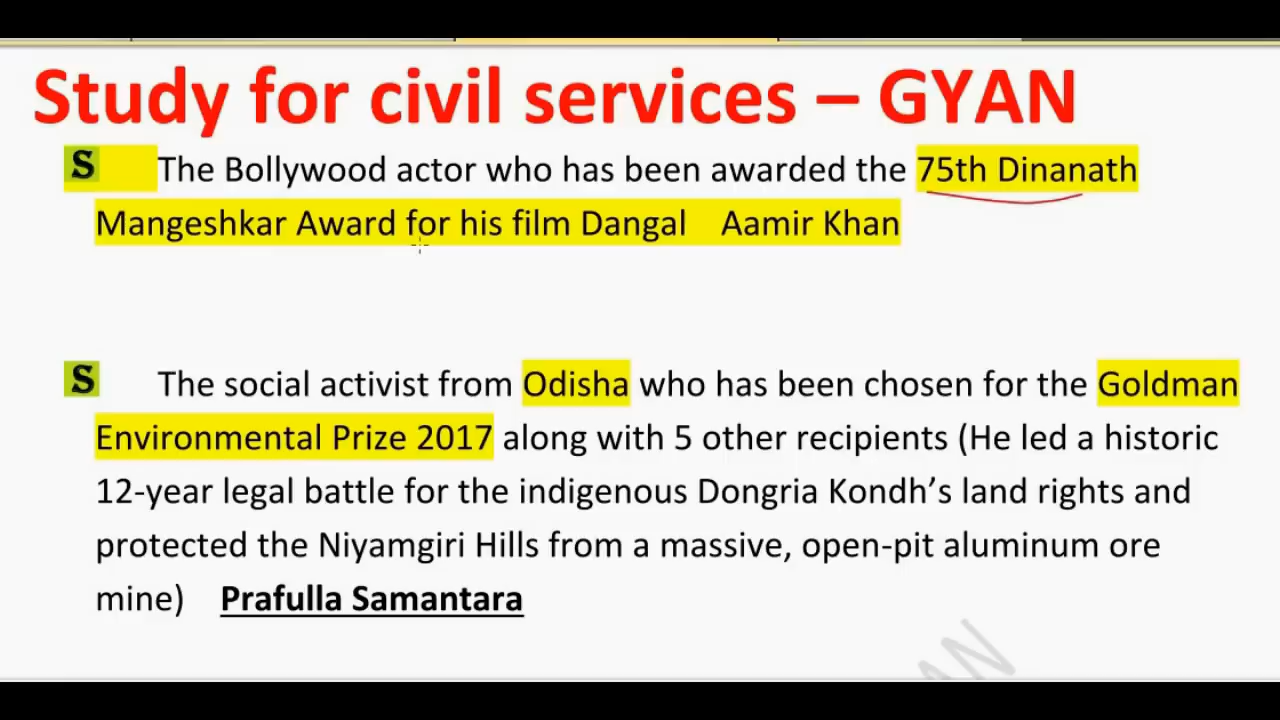 Study for civil services – GYAN
S The Bollywood actor who has been awarded the 75th Dinanath
Mangeshkar Award for his film Dangal Aamir Khan
S The social activist from Odisha who has been chosen for the Goldman
Environmental Prize 2017 along with 5 other recipients (He led a historic
12-year legal battle for the indigenous Dongria Kondh’s land rights and
protected the Niyamgiri Hills from a massive, open-pit aluminum ore
mine) Prafulla Samantara